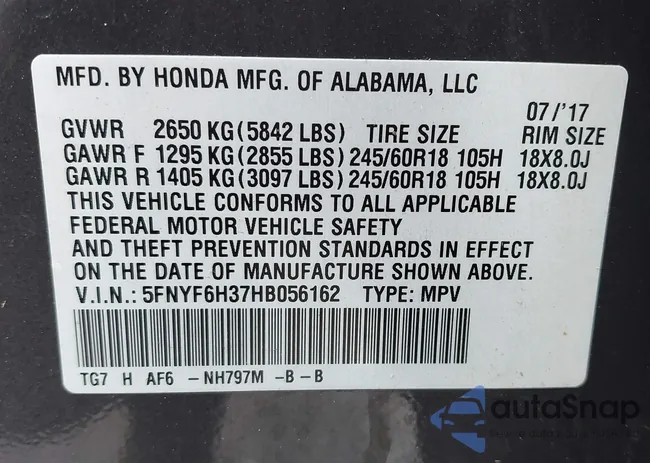 MFD. BY HONDA MFG. OF ALABAMA, LLC
07/'17
GVWR 2650 KG(5842 LBS) TIRE SIZE RIM SIZE
GAWR F 1295 KG(2855 LBS)245/60R18 105H 18X8.0J
GAWR R 1405 KG(3097 LBS)245/60R18 105H 18X8.0J
THIS VEHICLE CONFORMS TO ALL APPLICABLE
FEDERAL MOTOR VEHICLE SAFETY
AND THEFT PREVENTION STANDARDS IN EFFECT
ON THE DATE OF MANUFACTURE SHOWN ABOVE.
V.I.N.: 5FNYF6H37HB056162 TYPE: MPV
TG7 H AF6 -NH797M -B -B
autoSnap